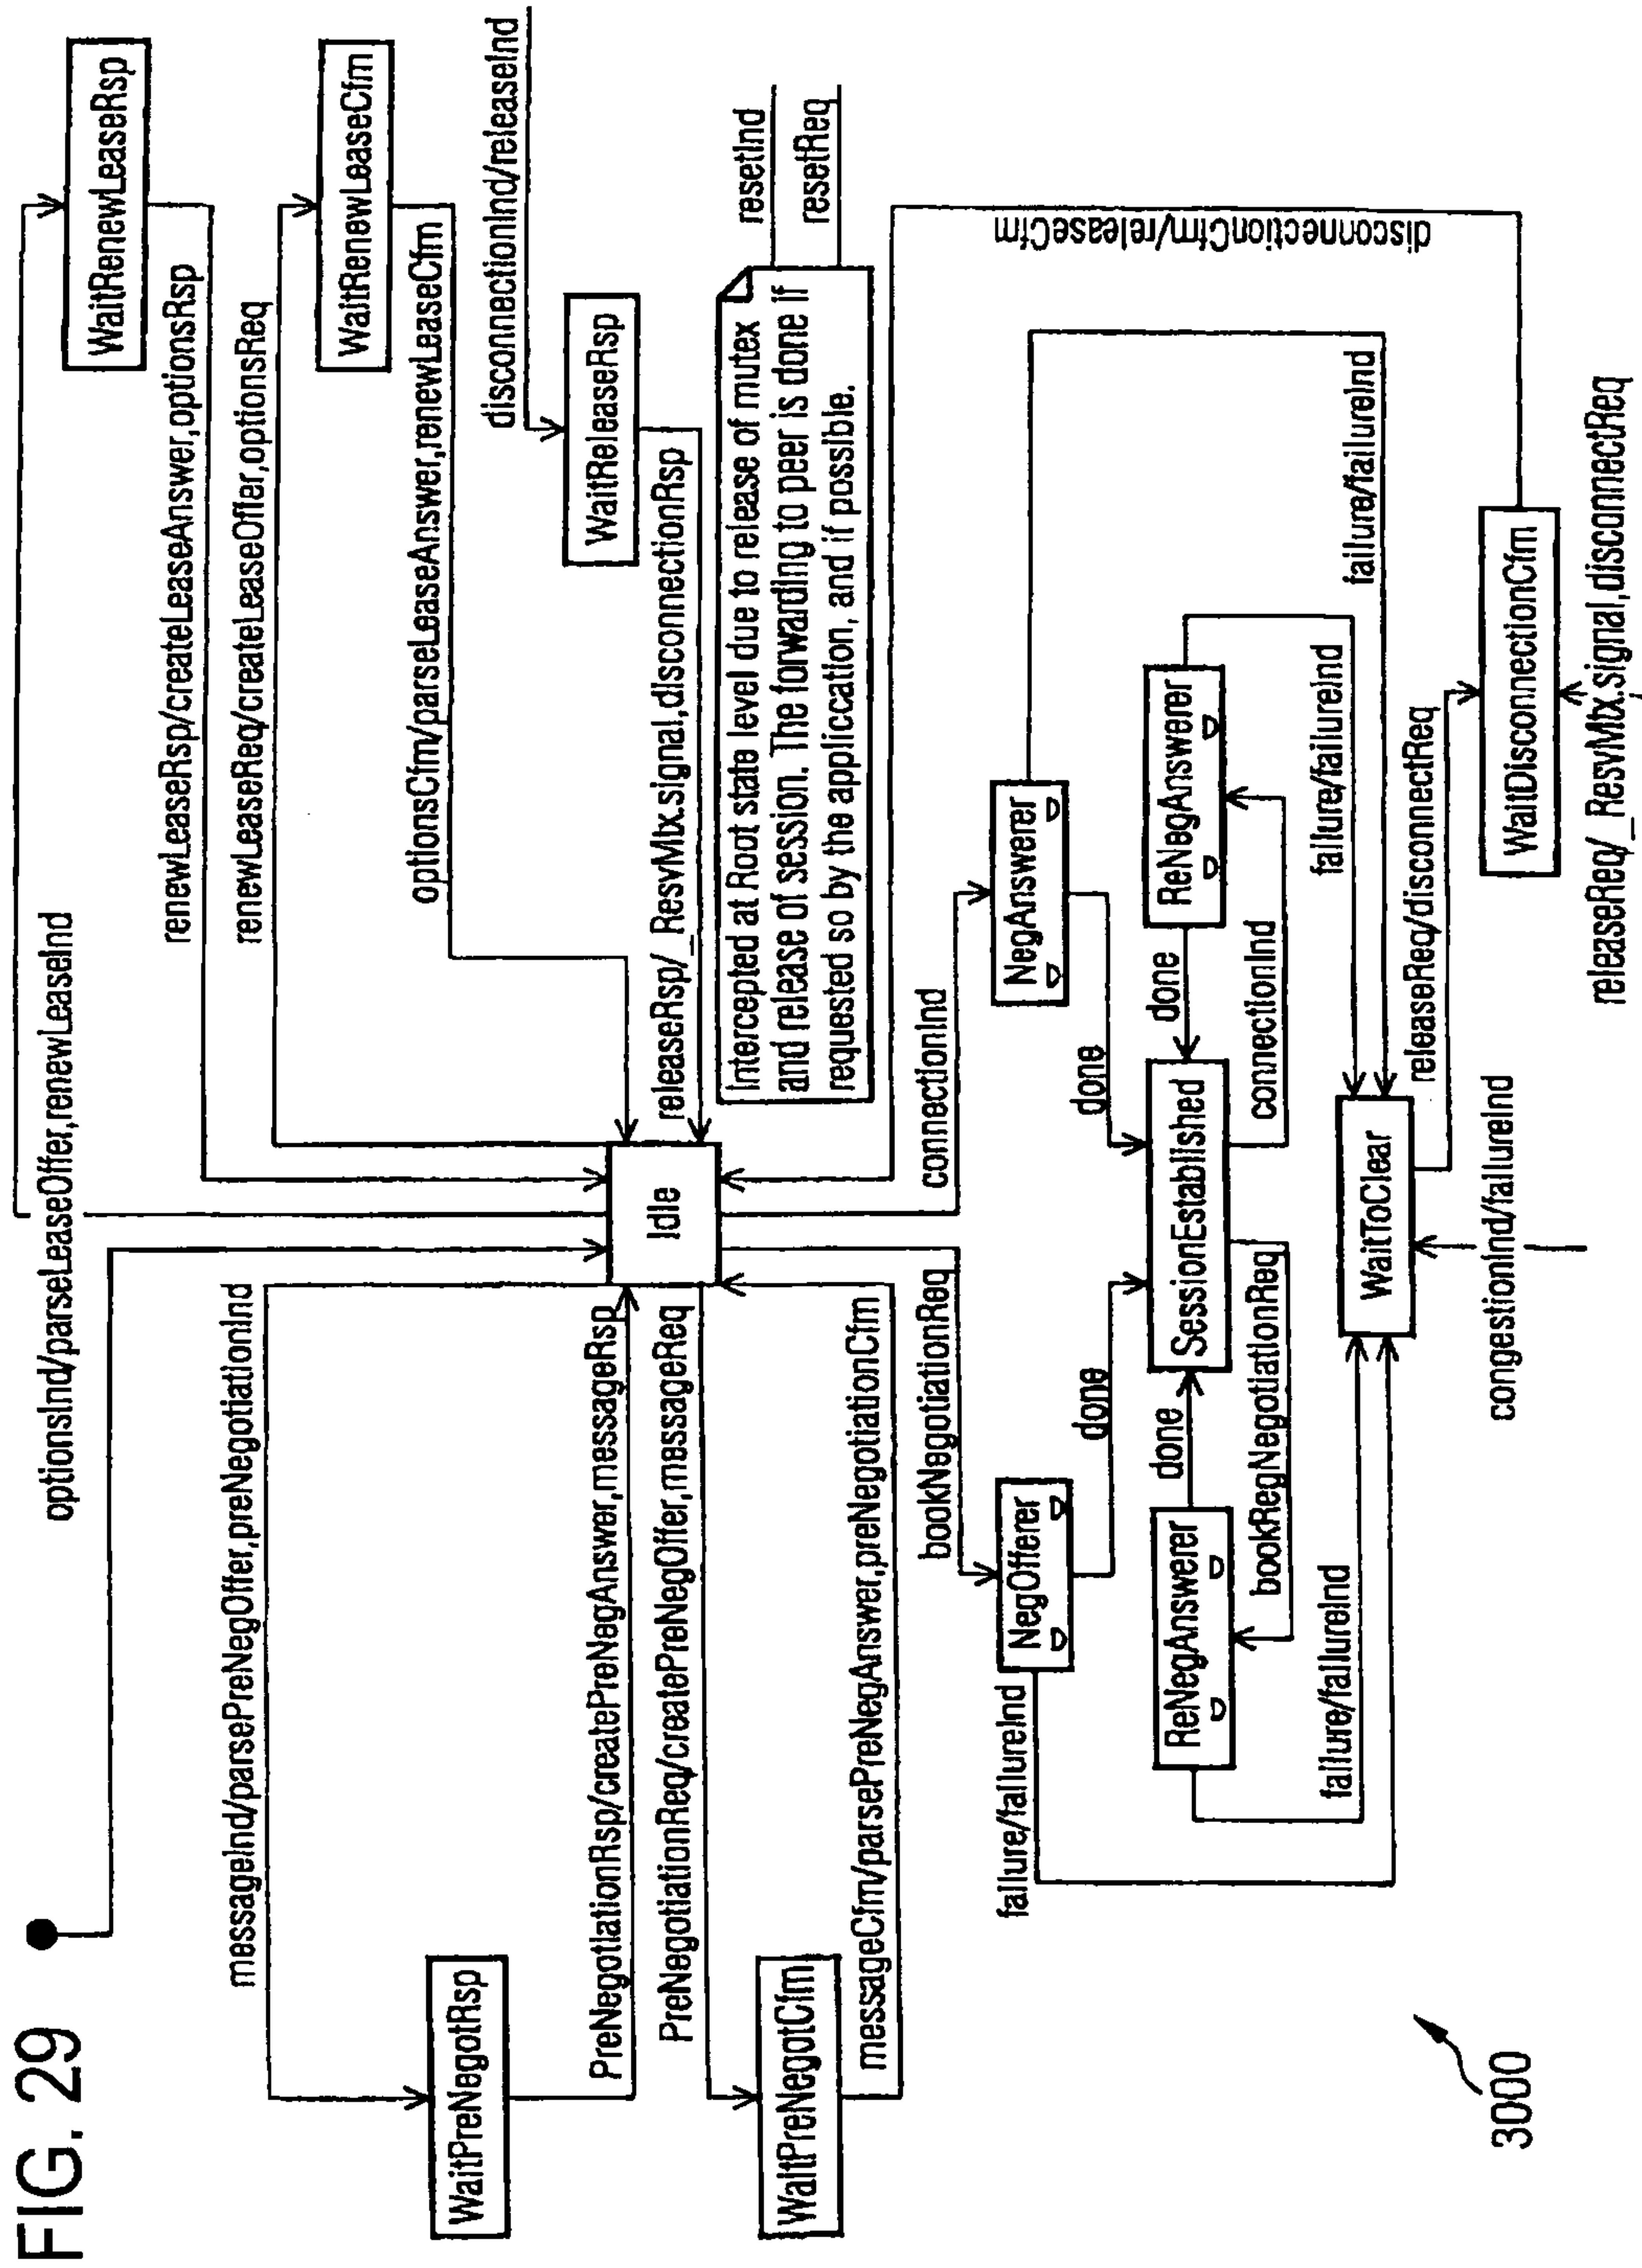 FIG. 29
optionsInd/parseLeaseOffer,renewLeaseInd
WaitRenewLeaseRsp
renewLeaseRsp/createLeaseAnswer,optionsRsp
messageInd/parsePreNegOffer,preNegotiationInd
renewLeaseReq/createLeaseOffer,optionsReq
WaitRenewLeaseCfm
optionsCfm/parseLeaseAnswer,renewLeaseCfm
WaitPreNegotRsp
disconnectionInd/releaseInd
WaitReleaseRsp
PreNegotiationRsp/createPreNegAnswer,messageRsp
Idle
releaseRsp/_ResvMtx.signal,disconnectionRsp
PreNegotiationReq/createPreNegOffer,messageReq
resetInd
resetReq
Intercepted at Root state level due to release of mutex
and release of session. The forwarding to peer is done if
requested so by the appliccation, and if possible.
WaitPreNegotCfm
messageCfm/parsePreNegAnswer,preNegotiationCfm
bookNegotiationReq
connectionInd
disconnectionCfm/releaseCfm
failure/failureInd
NegOfferer
NegAnswerer
done
done
ReNegAnswerer
done
SessionEstablished
done
ReNegAnswerer
bookRegNegotiationReq
connectionInd
failure/failureInd
failure/failureInd
failure/failureInd
WaitToClear
releaseReq/disconnectReq
WaitDisconnectionCfm
congestionInd/failureInd
releaseReq/_ResvMtx.signal,disconnectReq
3000